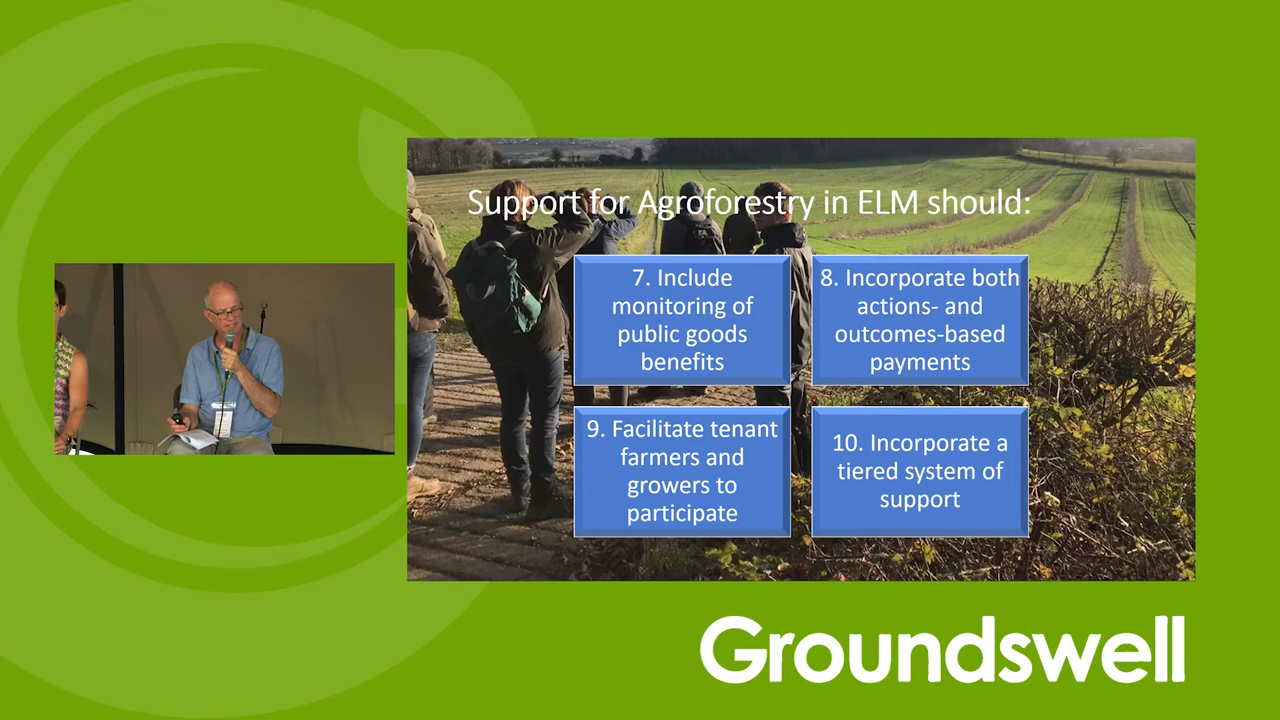 Support for Agroforestry in ELM should:
7. Include
monitoring of
public goods
benefits
8. Incorporate both
actions- and
outcomes-based
payments
9. Facilitate tenant
farmers and
growers to
participate
10. Incorporate a
tiered system of
support
Groundswell